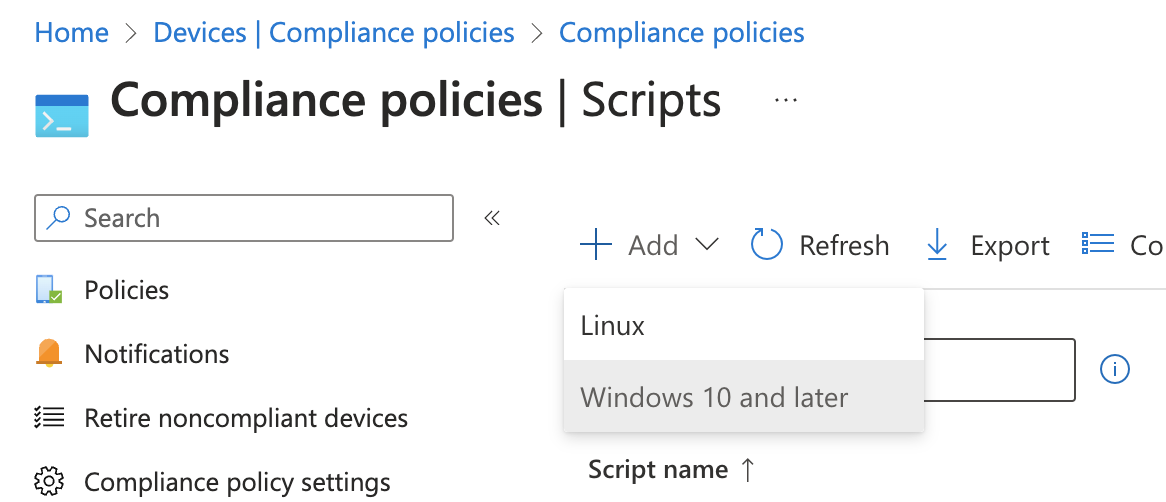 Home > Devices | Compliance policies > Compliance policies
Compliance policies | Scripts ...
Search «
Add Refresh Export Co
Policies
Linux
Notifications
Windows 10 and later
Retire noncompliant devices
Script name ↑
Compliance policy settings